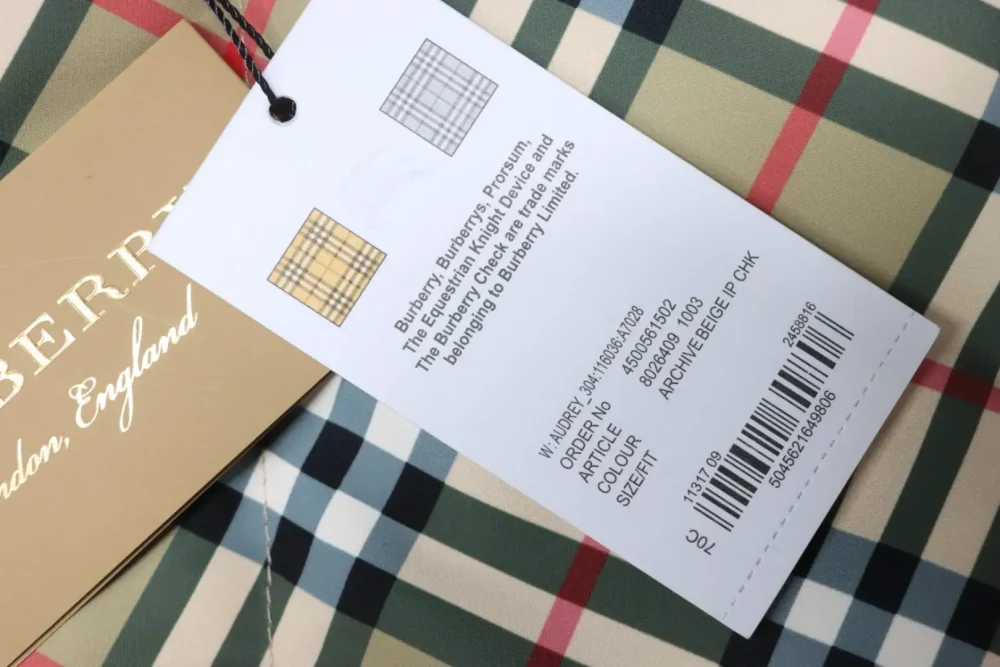 BERRY
ndon, England
Burberry, Burberrys, Prorsum,
The Equestrian Knight Device and
The Burberry Check are trade marks
belonging to Burberry Limited.
W: AUDREY_304:116036:A7028
ORDER No 4500561502
ARTICLE 8026409 1003
COLOUR ARCHIVE BEIGE IP CHK
SIZE/FIT
11317 09 2458816
5045621649806